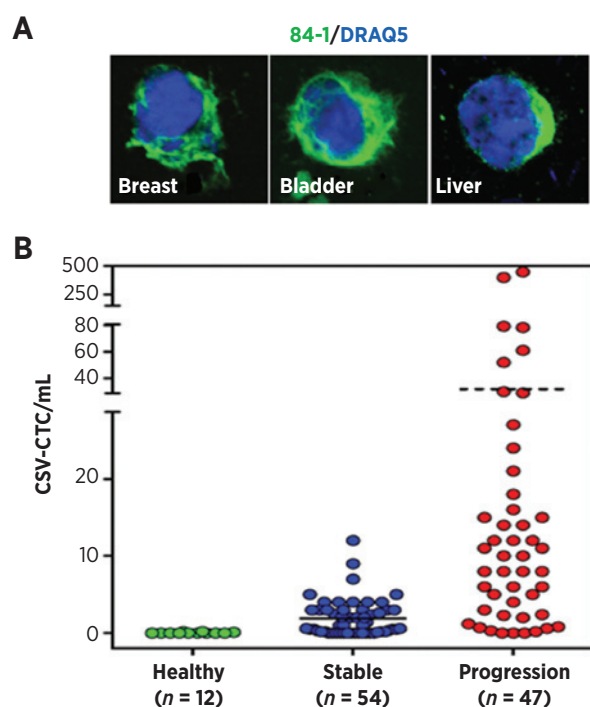 A
84-1/DRAQ5
Breast
Bladder
Liver
B
CSV-CTC/mL
500
250
80
60
40
20
10
0
Healthy
(n = 12)
Stable
(n = 54)
Progression
(n = 47)